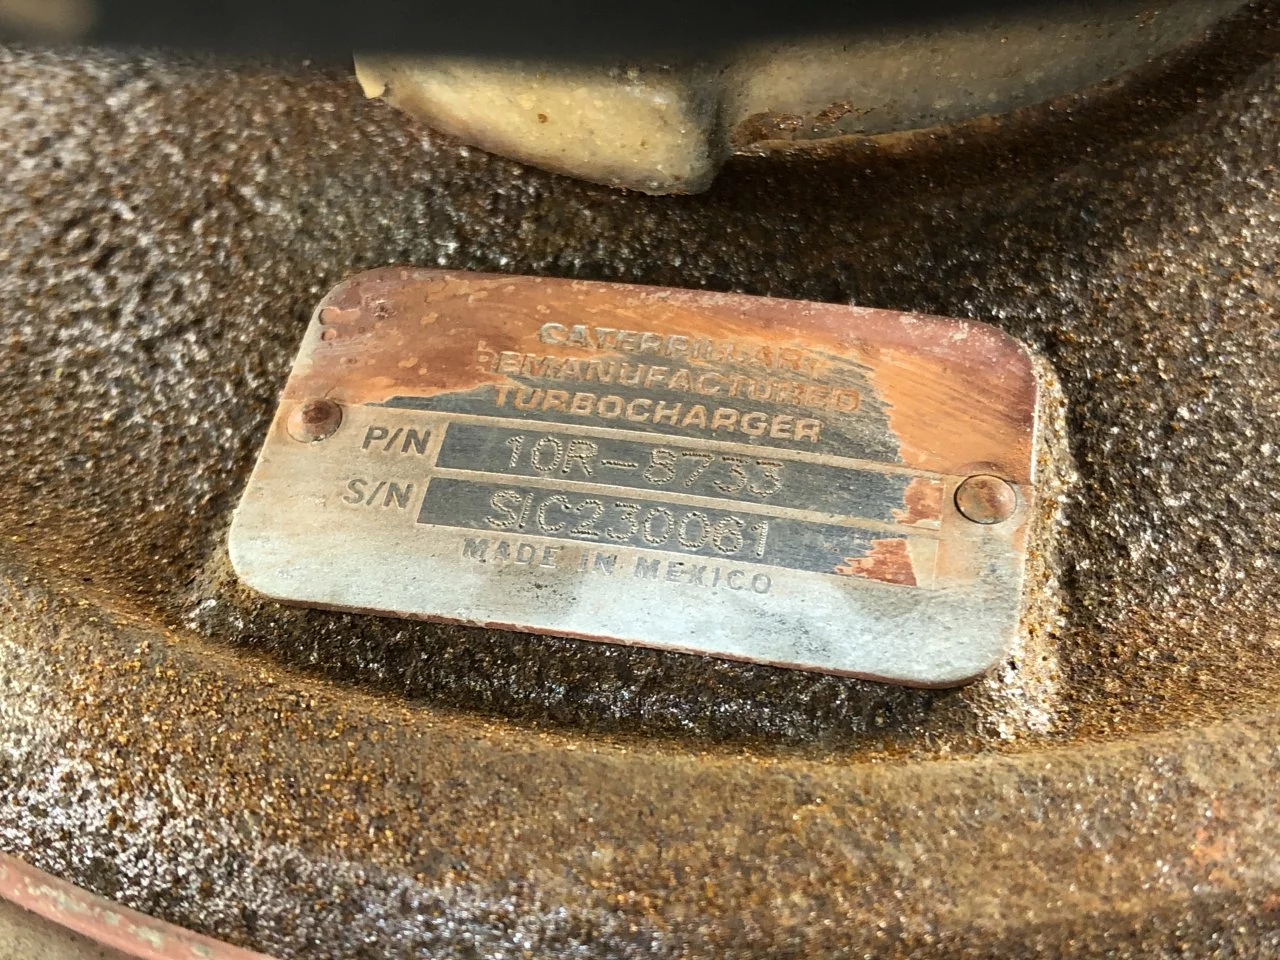 CATERPILLAR
REMANUFACTURED
TURBOCHARGER
P/N 10R-8733
S/N SIC230061
MADE IN MEXICO